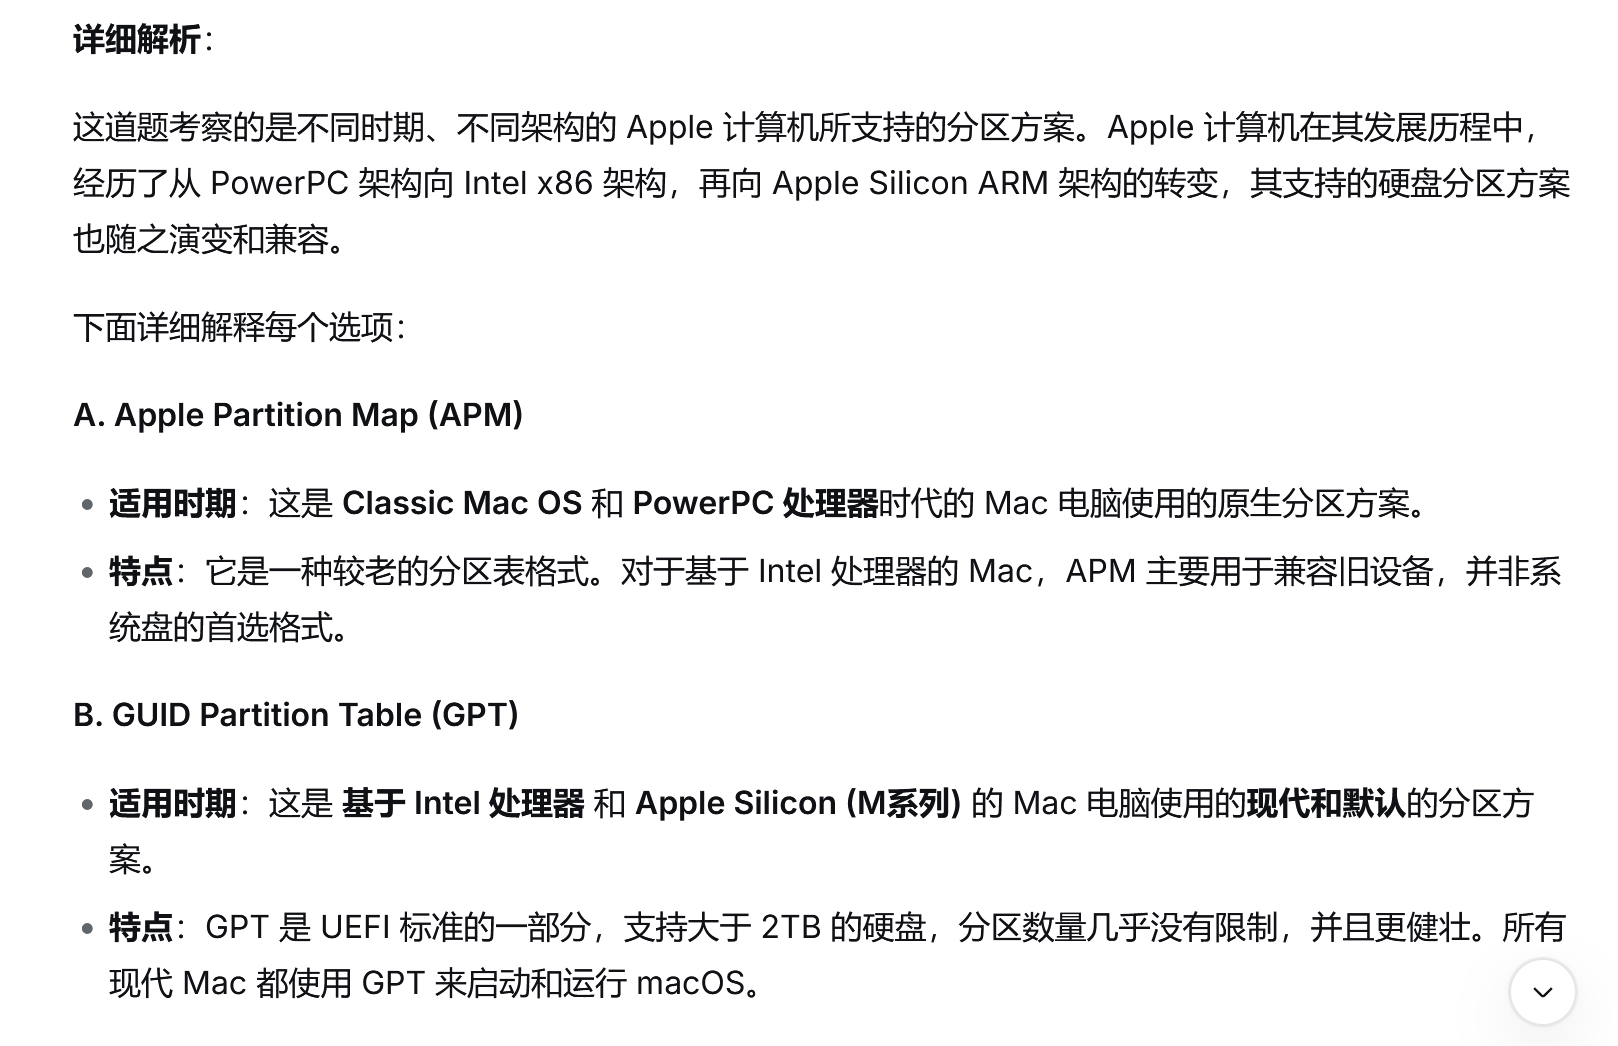 详细解析：
这道题考察的是不同时期、不同架构的 Apple 计算机所支持的分区方案。Apple 计算机在其发展历程中，
经历了从 PowerPC 架构向 Intel x86 架构，再向 Apple Silicon ARM 架构的转变，其支持的硬盘分区方案
也随之演变和兼容。
下面详细解释每个选项：
A. Apple Partition Map (APM)
• 适用时期：这是 Classic Mac OS 和 PowerPC 处理器时代的 Mac 电脑使用的原生分区方案。
• 特点：它是一种较老的分区表格式。对于基于 Intel 处理器的 Mac，APM 主要用于兼容旧设备，并非系
统盘的首选格式。
B. GUID Partition Table (GPT)
• 适用时期：这是 基于 Intel 处理器 和 Apple Silicon (M系列) 的 Mac 电脑使用的现代和默认的分区方
案。
• 特点：GPT 是 UEFI 标准的一部分，支持大于 2TB 的硬盘，分区数量几乎没有限制，并且更健壮。所有
现代 Mac 都使用 GPT 来启动和运行 macOS。